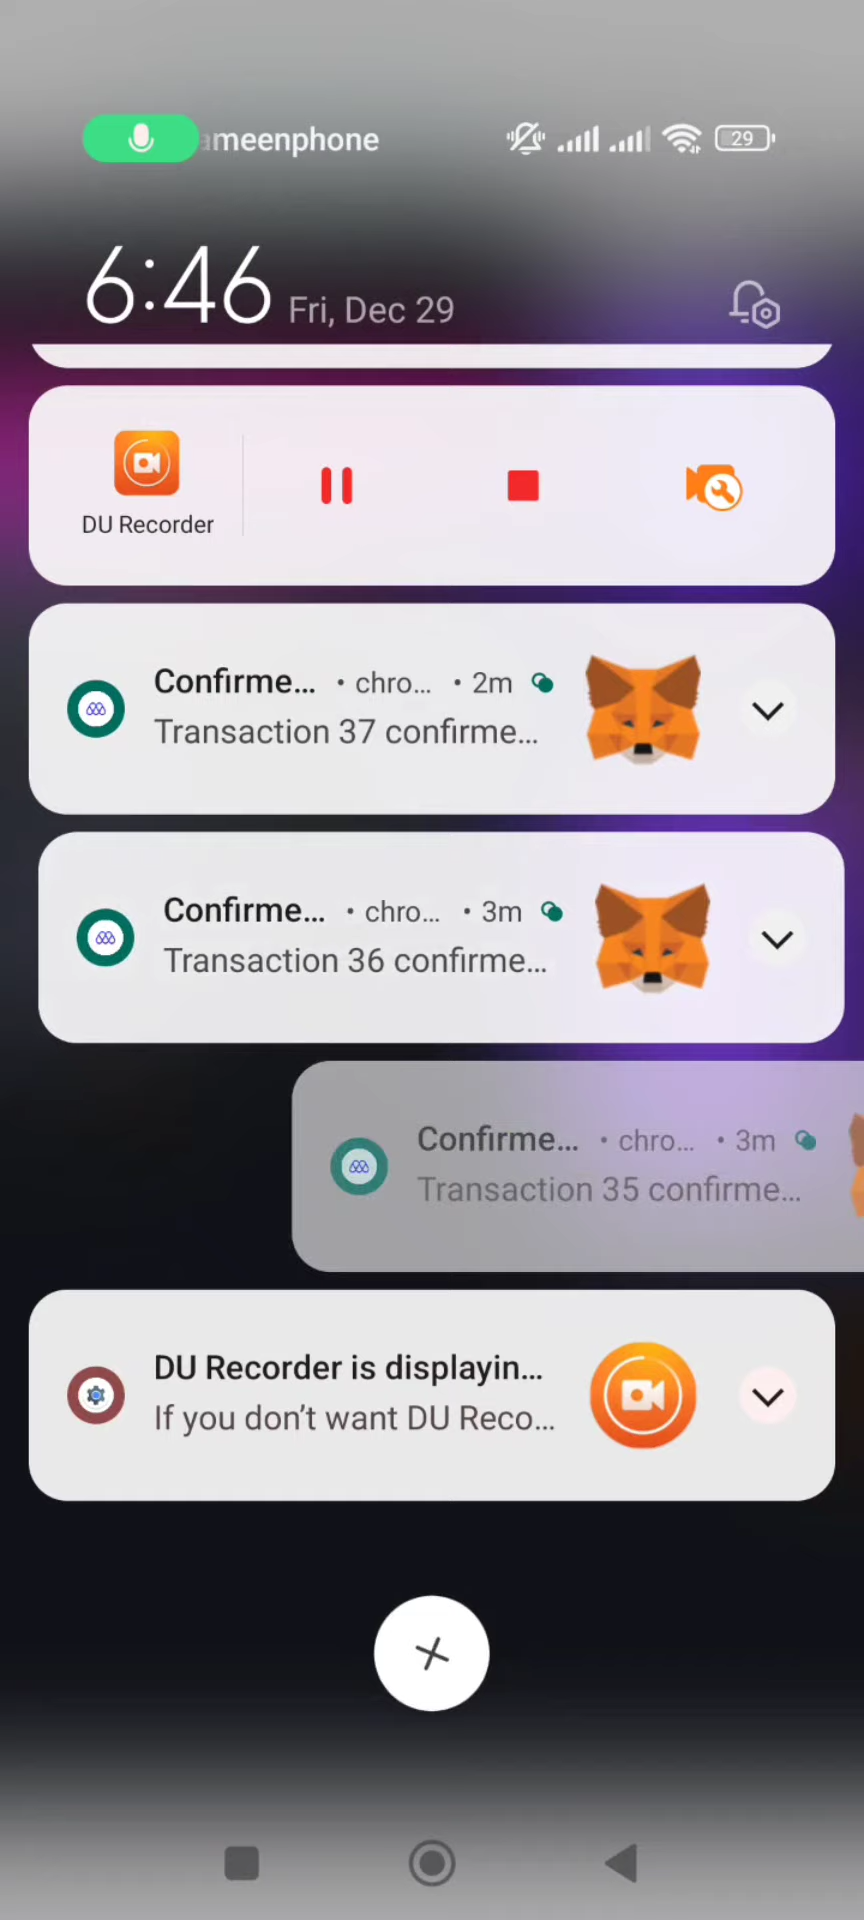 ameenphone 29
6:46 Fri, Dec 29
DU Recorder
Confirme... • chro... • 2m
Transaction 37 confirme...
Confirme... • chro... • 3m
Transaction 36 confirme...
Confirme... • chro... • 3m
Transaction 35 confirme...
DU Recorder is displayin...
If you don’t want DU Reco...